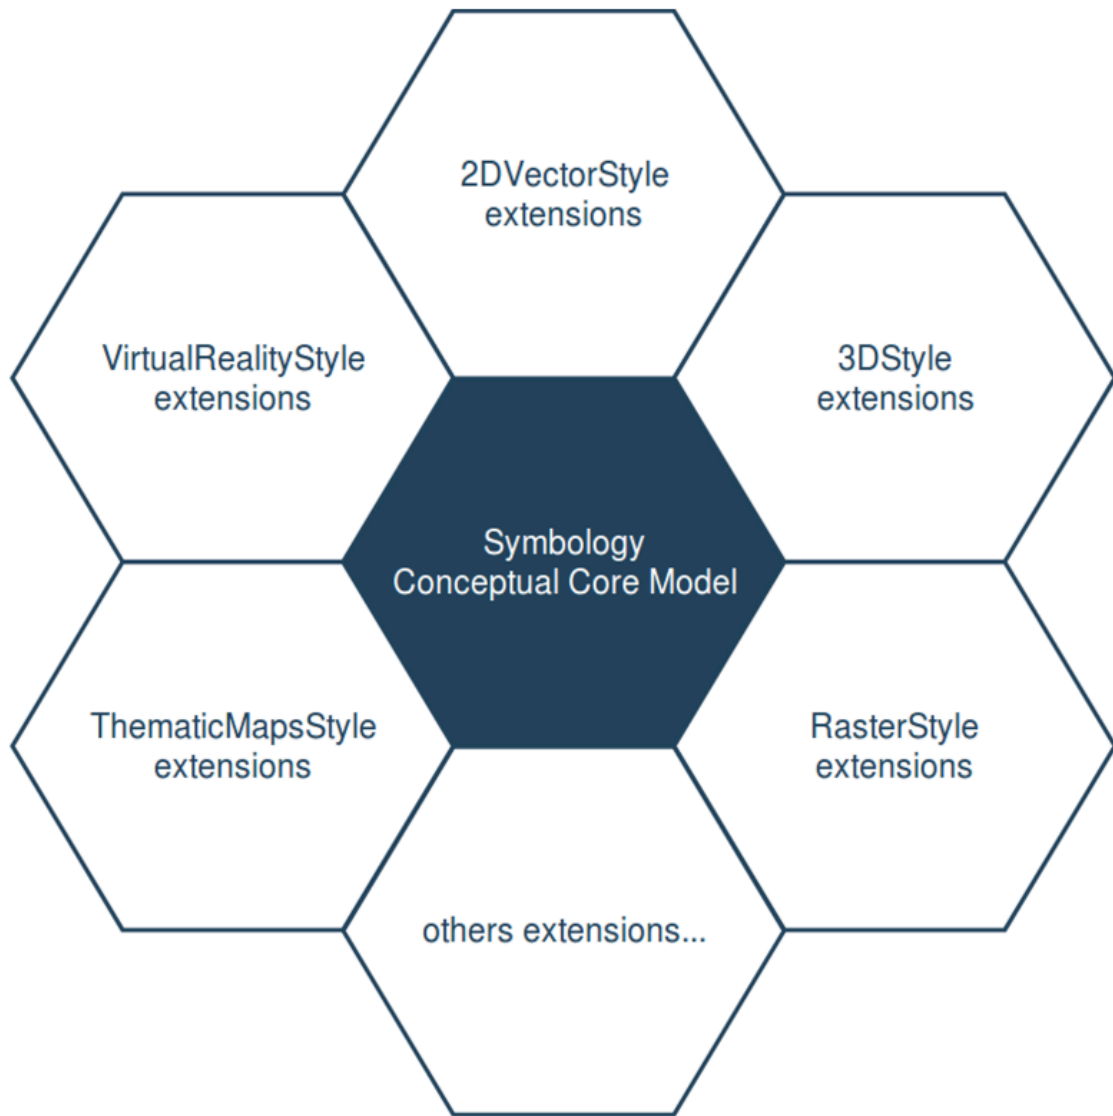 2DVectorStyle
extensions
VirtualRealityStyle
extensions
3DStyle
extensions
Symbology
Conceptual Core Model
ThematicMapsStyle
extensions
RasterStyle
extensions
others extensions...